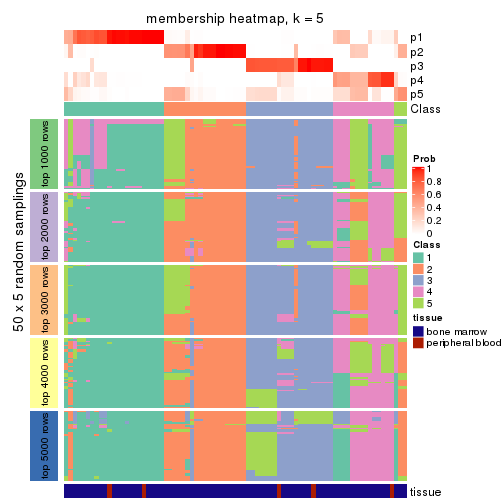 membership heatmap, k = 5
p1
p2
p3
p4
p5
Class
50 x 5 random samplings
top 1000 rows
top 2000 rows
top 3000 rows
top 4000 rows
top 5000 rows
tissue
Prob
1
0.8
0.6
0.4
0.2
0
Class
1
2
3
4
5
tissue
bone marrow
peripheral blood